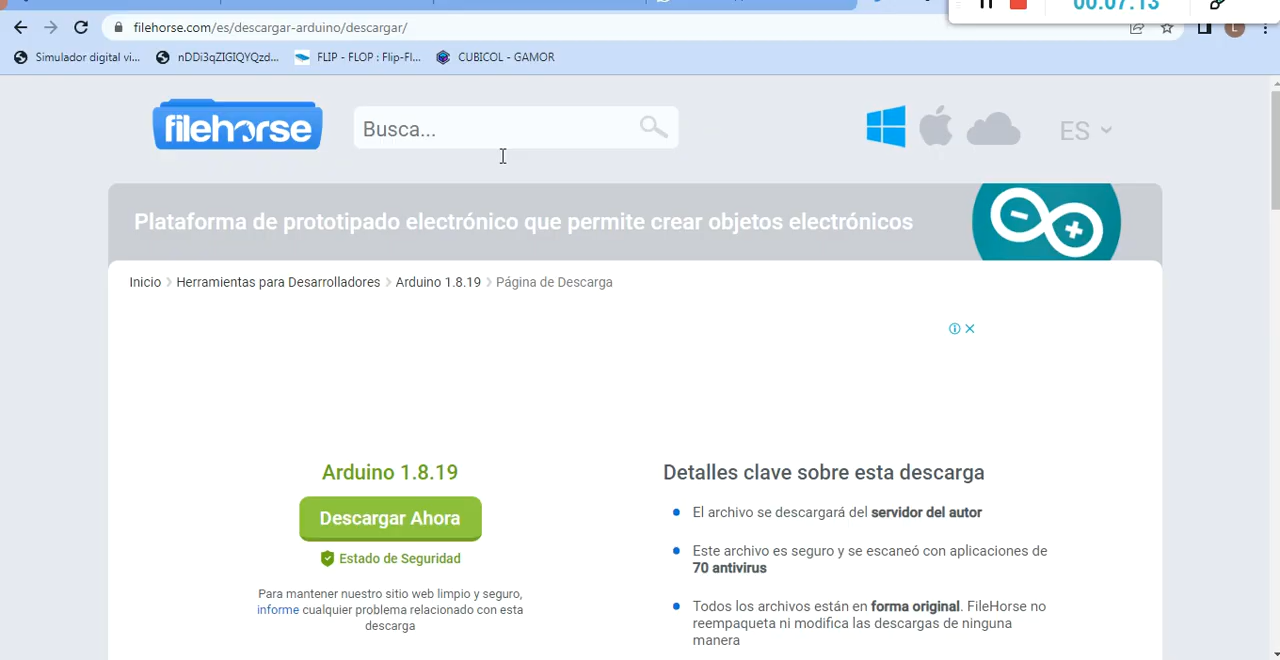 00:07:13
filehorse.com/es/descargar-arduino/descargar/
L
Simulador digital vi...
nDDi3qZIGIQYQzd...
FLIP - FLOP : Flip-Fl...
CUBICOL - GAMOR
filehorse
Busca...
ES
Plataforma de prototipado electrónico que permite crear objetos electrónicos
Inicio
Herramientas para Desarrolladores
Arduino 1.8.19
Página de Descarga
Arduino 1.8.19
Descargar Ahora
Estado de Seguridad
Para mantener nuestro sitio web limpio y seguro,
informe cualquier problema relacionado con esta
descarga
Detalles clave sobre esta descarga
El archivo se descargará del servidor del autor
Este archivo es seguro y se escaneó con aplicaciones de
70 antivirus
Todos los archivos están en forma original. FileHorse no
reempaqueta ni modifica las descargas de ninguna
manera